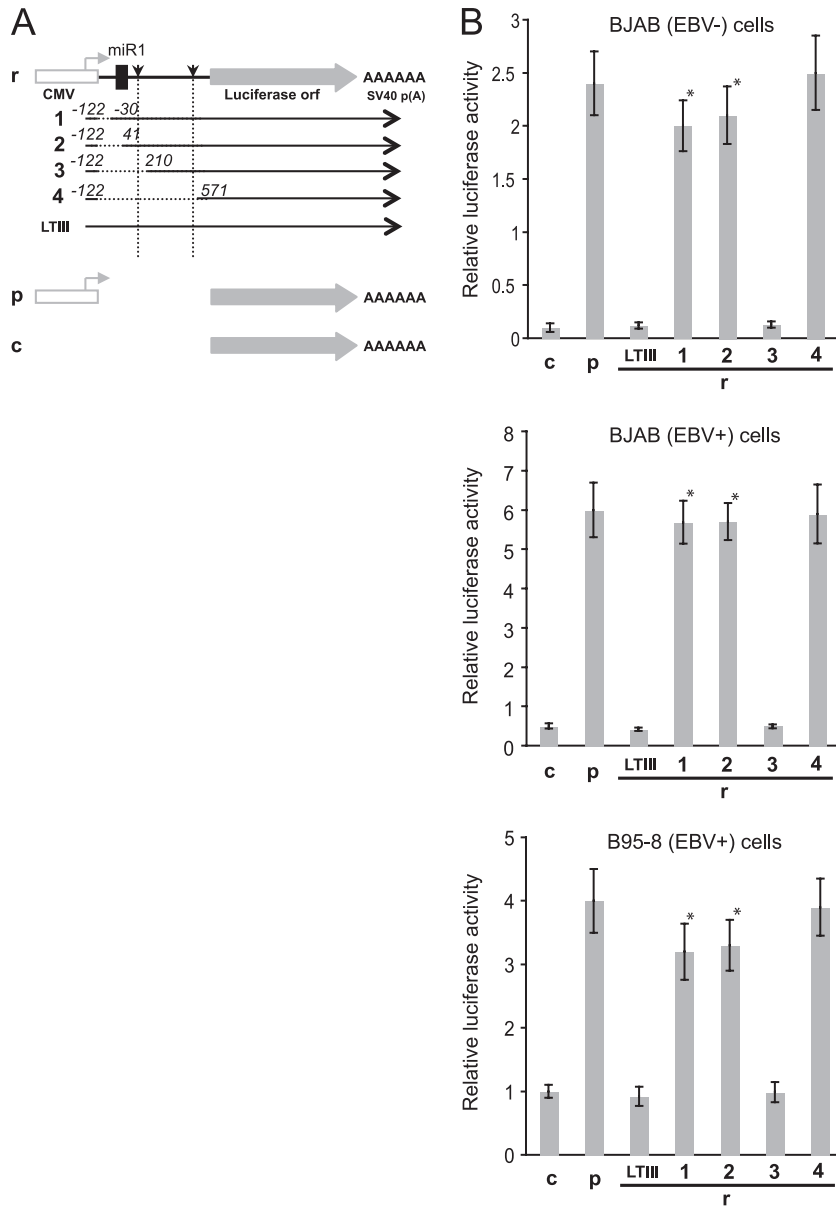 A
miR1
r
CMV
Luciferase orf
AAAAAA
SV40 p(A)
1 -122 -30
2 -122 41
3 -122 210
4 -122 571
LTIII
p
AAAAAA
c
AAAAAA
B
BJAB (EBV-) cells
Relative luciferase activity
3
2.5
2
1.5
1
0.5
0
* *
c p LTIII 1 2 3 4
r
BJAB (EBV+) cells
Relative luciferase activity
8
7
6
5
4
3
2
1
0
* *
c p LTIII 1 2 3 4
r
B95-8 (EBV+) cells
Relative luciferase activity
5
4
3
2
1
0
* *
c p LTIII 1 2 3 4
r